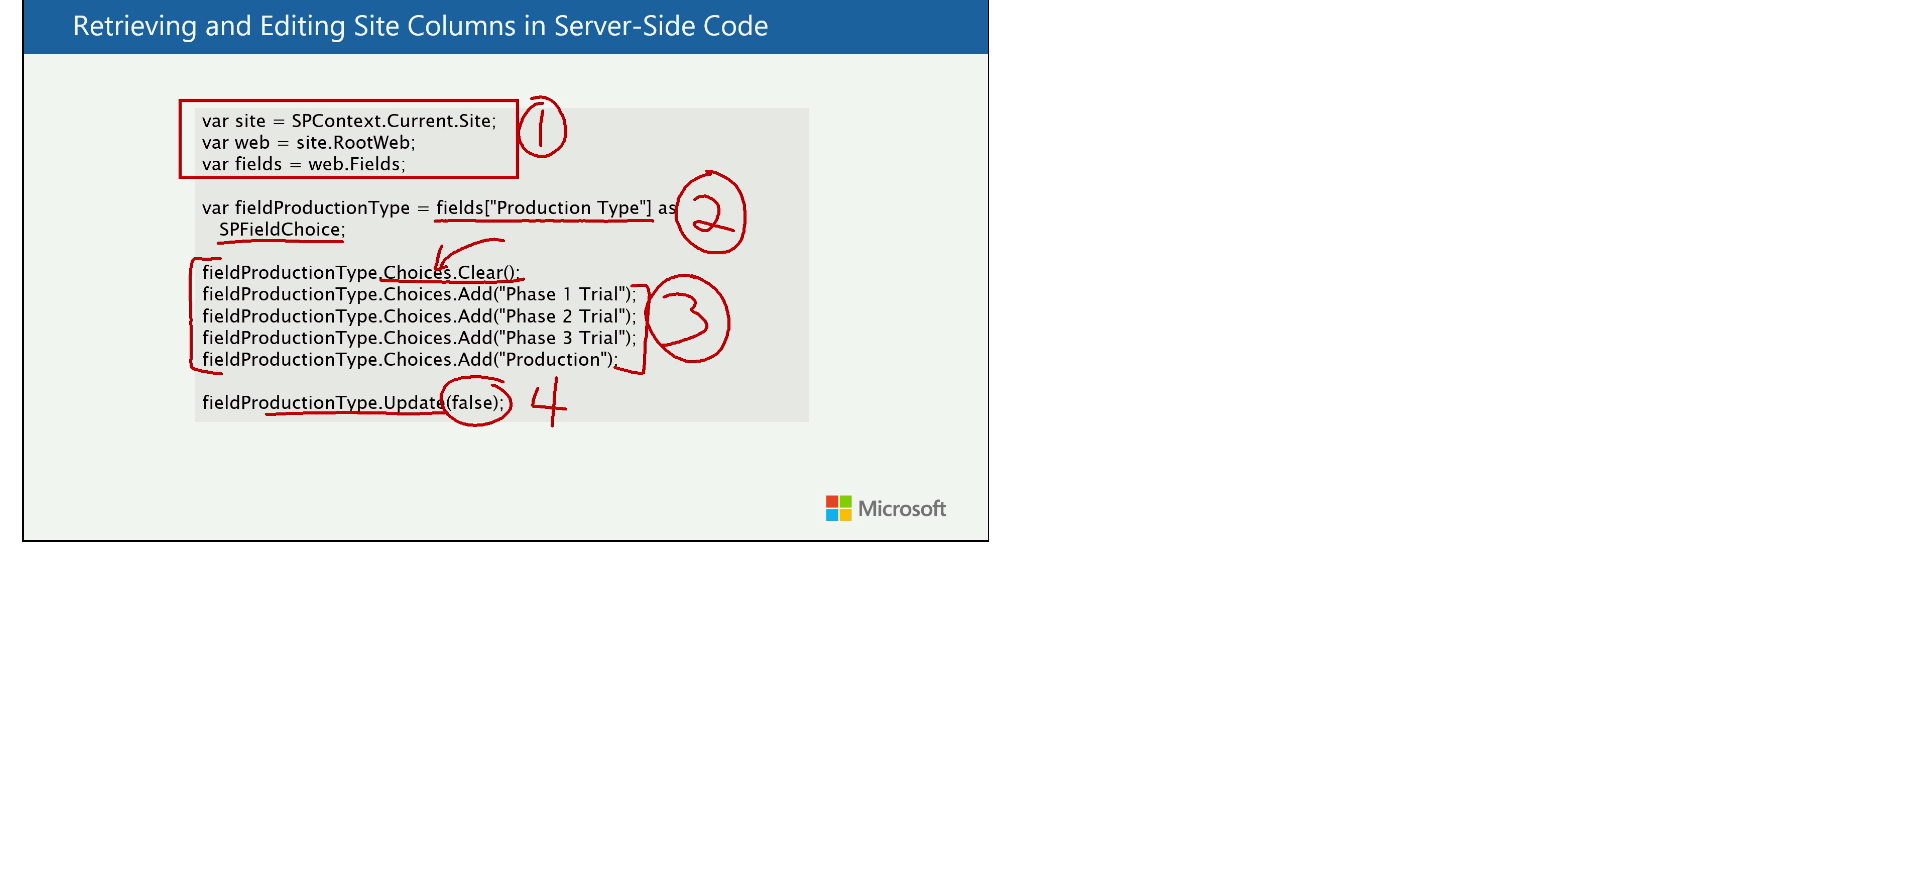 Retrieving and Editing Site Columns in Server-Side Code
var site = SPContext.Current.Site;
1
var web = site.RootWeb;
var fields = web.Fields;
var fieldProductionType = fields["Production Type"] as
2
SPFieldChoice;
fieldProductionType.Choices.Clear();
fieldProductionType.Choices.Add("Phase 1 Trial");
fieldProductionType.Choices.Add("Phase 2 Trial");
3
fieldProductionType.Choices.Add("Phase 3 Trial");
fieldProductionType.Choices.Add("Production");
fieldProductionType.Update(false);
4
Microsoft